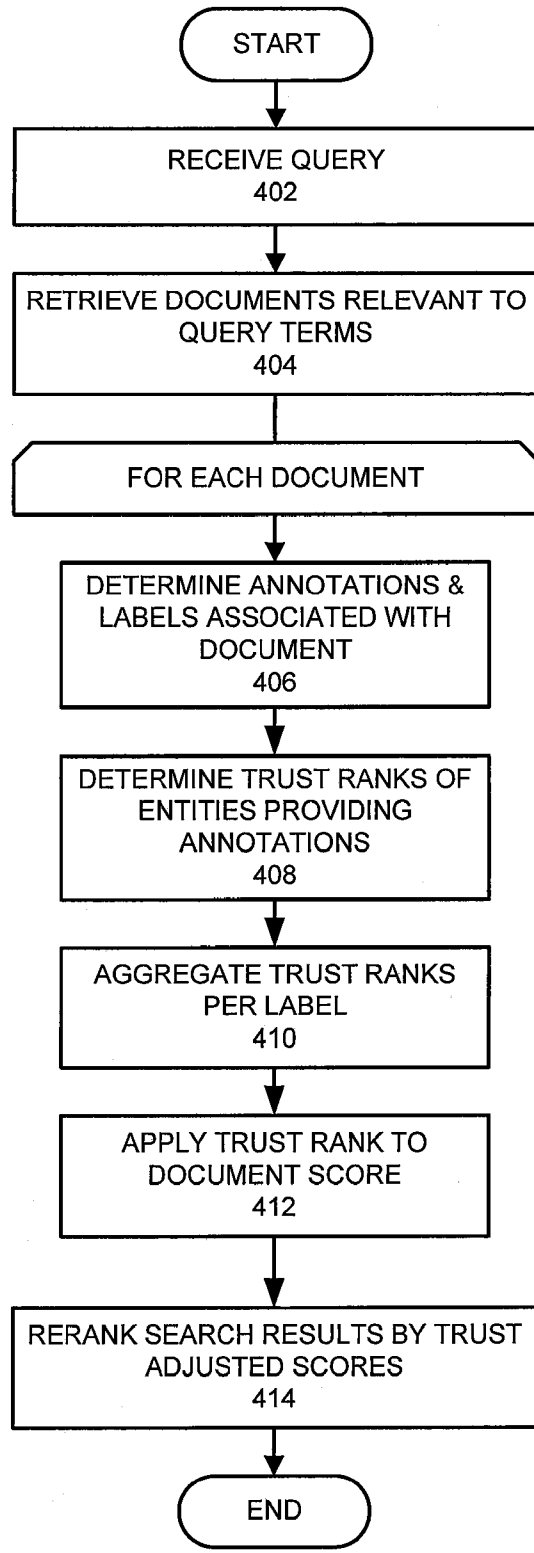 START
RECEIVE QUERY
402
RETRIEVE DOCUMENTS RELEVANT TO
QUERY TERMS
404
FOR EACH DOCUMENT
DETERMINE ANNOTATIONS &
LABELS ASSOCIATED WITH
DOCUMENT
406
DETERMINE TRUST RANKS OF
ENTITIES PROVIDING
ANNOTATIONS
408
AGGREGATE TRUST RANKS
PER LABEL
410
APPLY TRUST RANK TO
DOCUMENT SCORE
412
RERANK SEARCH RESULTS BY TRUST
ADJUSTED SCORES
414
END